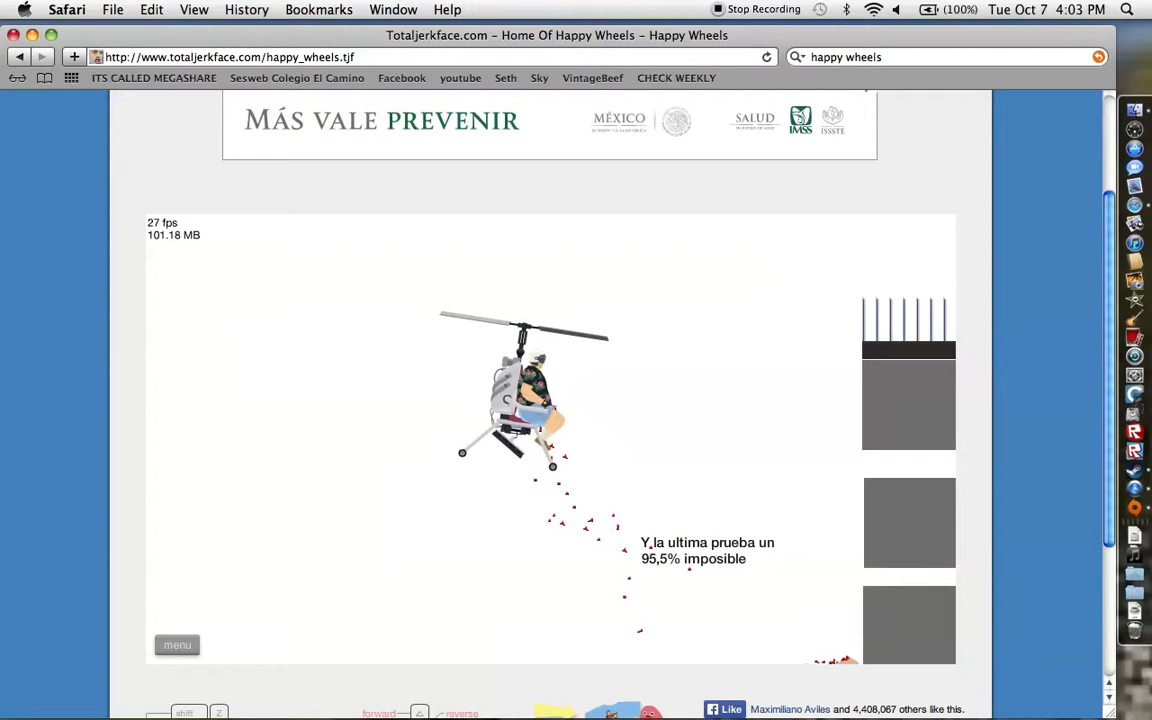 Safari File Edit View History Bookmarks Window Help Stop Recording (100%) Tue Oct 7 4:03 PM
Totaljerkface.com - Home Of Happy Wheels - Happy Wheels
http://www.totaljerkface.com/happy_wheels.tjf happy wheels
ITS CALLED MEGASHARE Sesweb Colegio El Camino Facebook youtube Seth Sky VintageBeef CHECK WEEKLY
MÁS VALE PREVENIR MÉXICO SALUD IMSS ISSSTE
27 fps
101.18 MB
Y la ultima prueba un
95,5% imposible
menu
shift Z forward reverse Like Maximiliano Aviles and 4,408,067 others like this.